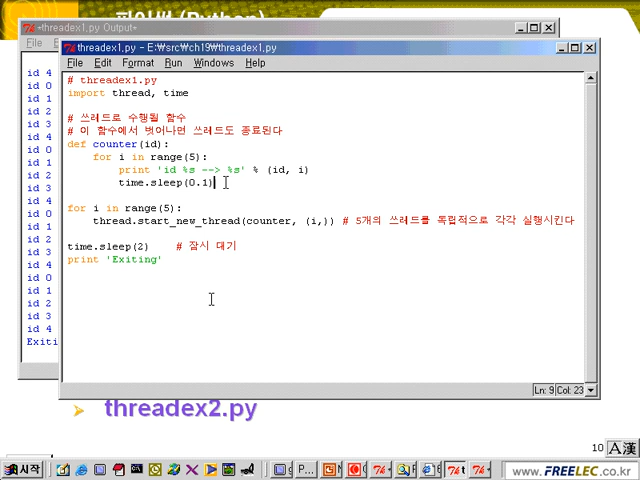 파이썬 (Python)
*threadex1.py Output*
File
id 4
id 0
id 1
id 2
id 3
id 4
id 0
id 1
id 2
id 3
id 4
id 0
id 1
id 2
id 3
id 4
id 0
id 1
id 2
id 3
id 4
Exiti
threadex1.py - E:\src\ch19\threadex1.py
File Edit Format Run Windows Help
# threadex1.py
import thread, time
# 쓰레드로 수행될 함수
# 이 함수에서 벗어나면 쓰레드도 종료된다
def counter(id):
for i in range(5):
print 'id %s --> %s' % (id, i)
time.sleep(0.1)
for i in range(5):
thread.start_new_thread(counter, (i,)) # 5개의 쓰레드를 독립적으로 각각 실행시킨다
time.sleep(2) # 잠시 대기
print 'Exiting'
Ln: 9 Col: 23
threadex2.py
10
A漢
시작
P...
www.FREELEC.co.kr